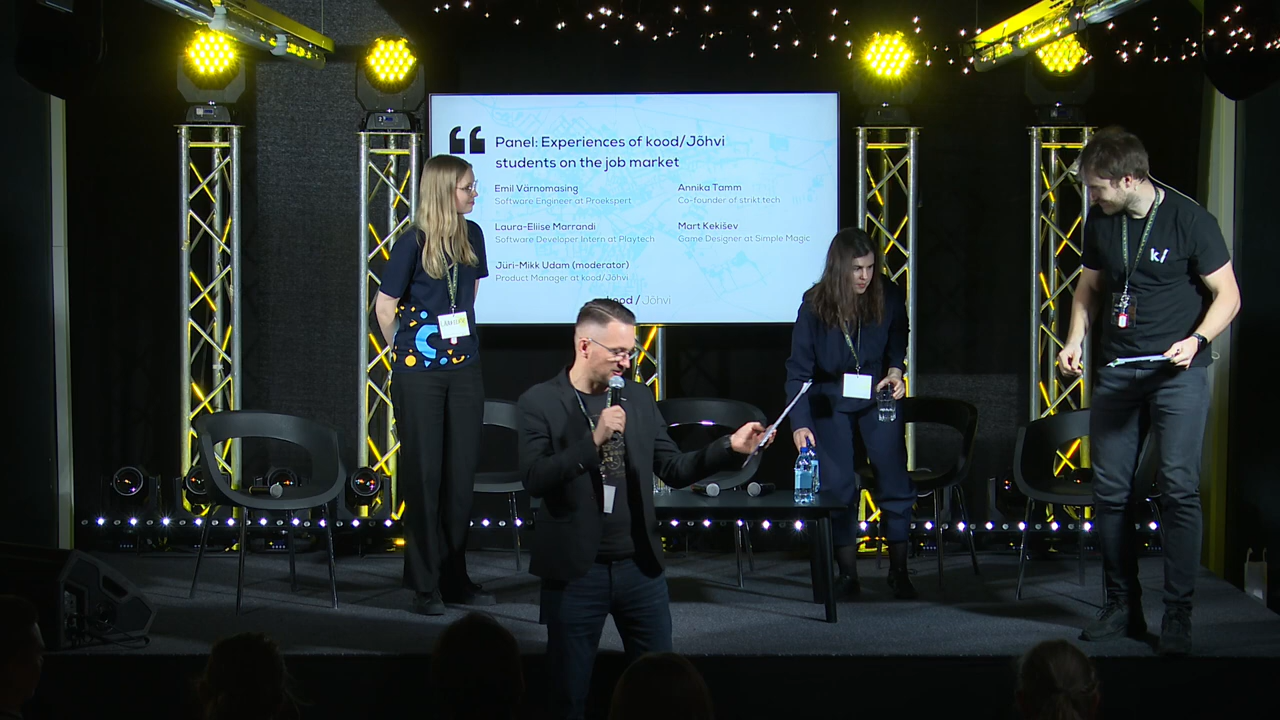 Panel: Experiences of kood/Jõhvi
students on the job market
Emil Värnomasing
Software Engineer at Proekspert
Annika Tamm
Co-founder of strikt.tech
Laura-Eliise Marrandi
Software Developer Intern at Playtech
Mart Kekišev
Game Designer at Simple Magic
Jüri-Mikk Udam (moderator)
Product Manager at kood/Jõhvi
kood / Jõhvi
k/